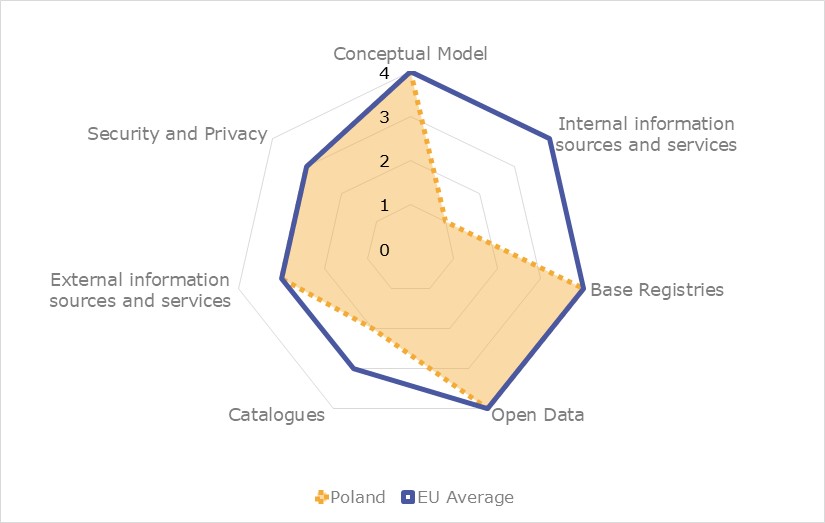 Conceptual Model
4
3
2
1
0
Internal information
sources and services
Base Registries
Open Data
Catalogues
External information
sources and services
Security and Privacy
Poland
EU Average